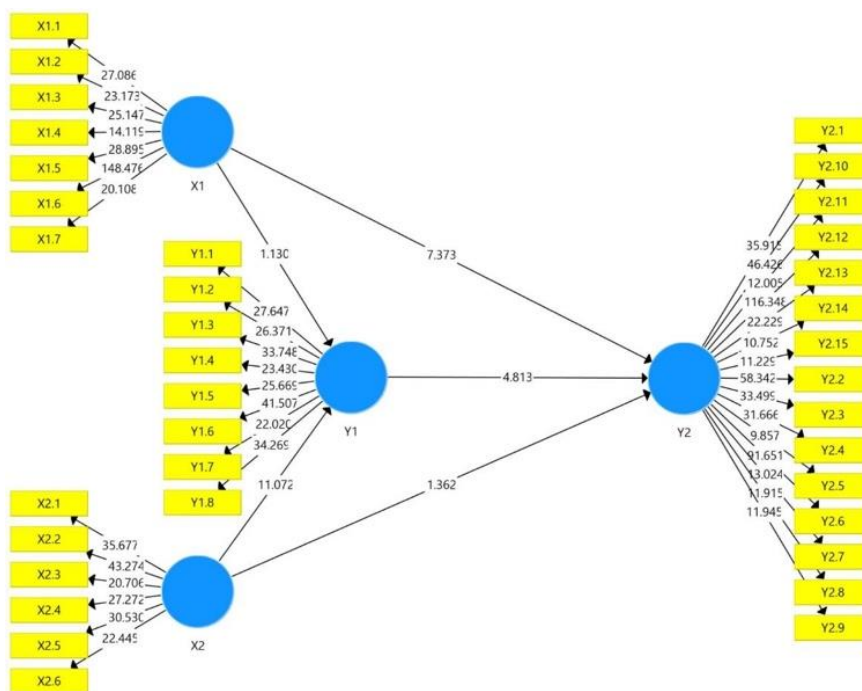 X1.1
X1.2
X1.3
X1.4
X1.5
X1.6
X1.7
27.086
23.173
25.147
14.119
28.895
148.476
20.108
X1
1.130
7.373
Y1.1
Y1.2
Y1.3
Y1.4
Y1.5
Y1.6
Y1.7
Y1.8
27.647
26.371
33.748
23.430
25.669
41.507
22.020
34.269
Y1
4.813
11.072
1.362
X2.1
X2.2
X2.3
X2.4
X2.5
X2.6
35.677
43.274
20.706
27.272
30.530
22.445
X2
Y2
35.915
46.426
12.005
116.348
22.229
10.752
11.229
58.342
33.499
31.666
9.857
91.651
13.024
11.915
11.945
Y2.1
Y2.10
Y2.11
Y2.12
Y2.13
Y2.14
Y2.15
Y2.2
Y2.3
Y2.4
Y2.5
Y2.6
Y2.7
Y2.8
Y2.9